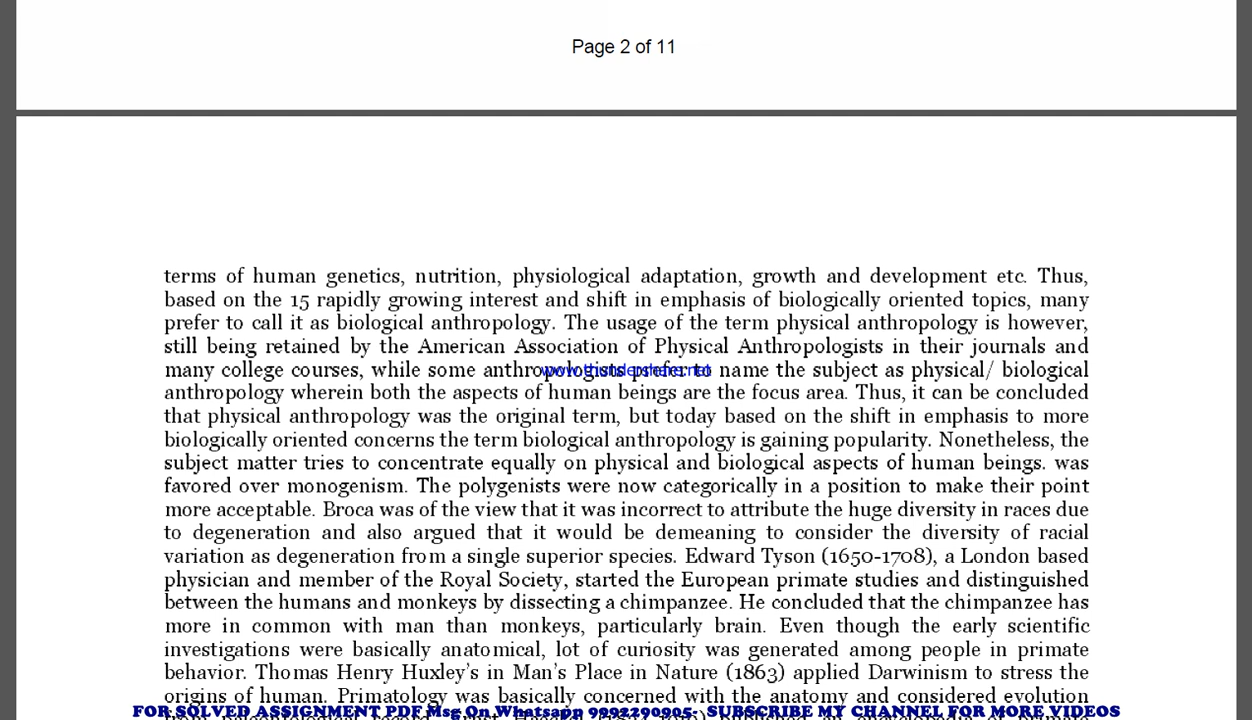 Page 2 of 11
terms of human genetics, nutrition, physiological adaptation, growth and development etc. Thus,
based on the 15 rapidly growing interest and shift in emphasis of biologically oriented topics, many
prefer to call it as biological anthropology. The usage of the term physical anthropology is however,
still being retained by the American Association of Physical Anthropologists in their journals and
many college courses, while some anthropologists prefer to name the subject as physical/ biological
www.thundershare.net
anthropology wherein both the aspects of human beings are the focus area. Thus, it can be concluded
that physical anthropology was the original term, but today based on the shift in emphasis to more
biologically oriented concerns the term biological anthropology is gaining popularity. Nonetheless, the
subject matter tries to concentrate equally on physical and biological aspects of human beings. was
favored over monogenism. The polygenists were now categorically in a position to make their point
more acceptable. Broca was of the view that it was incorrect to attribute the huge diversity in races due
to degeneration and also argued that it would be demeaning to consider the diversity of racial
variation as degeneration from a single superior species. Edward Tyson (1650-1708), a London based
physician and member of the Royal Society, started the European primate studies and distinguished
between the humans and monkeys by dissecting a chimpanzee. He concluded that the chimpanzee has
more in common with man than monkeys, particularly brain. Even though the early scientific
investigations were basically anatomical, lot of curiosity was generated among people in primate
behavior. Thomas Henry Huxley's in Man's Place in Nature (1863) applied Darwinism to stress the
origins of human. Primatology was basically concerned with the anatomy and considered evolution
FOR SOLVED ASSIGNMENT PDF Msg On Whatsapp 9992290905- SUBSCRIBE MY CHANNEL FOR MORE VIDEOS